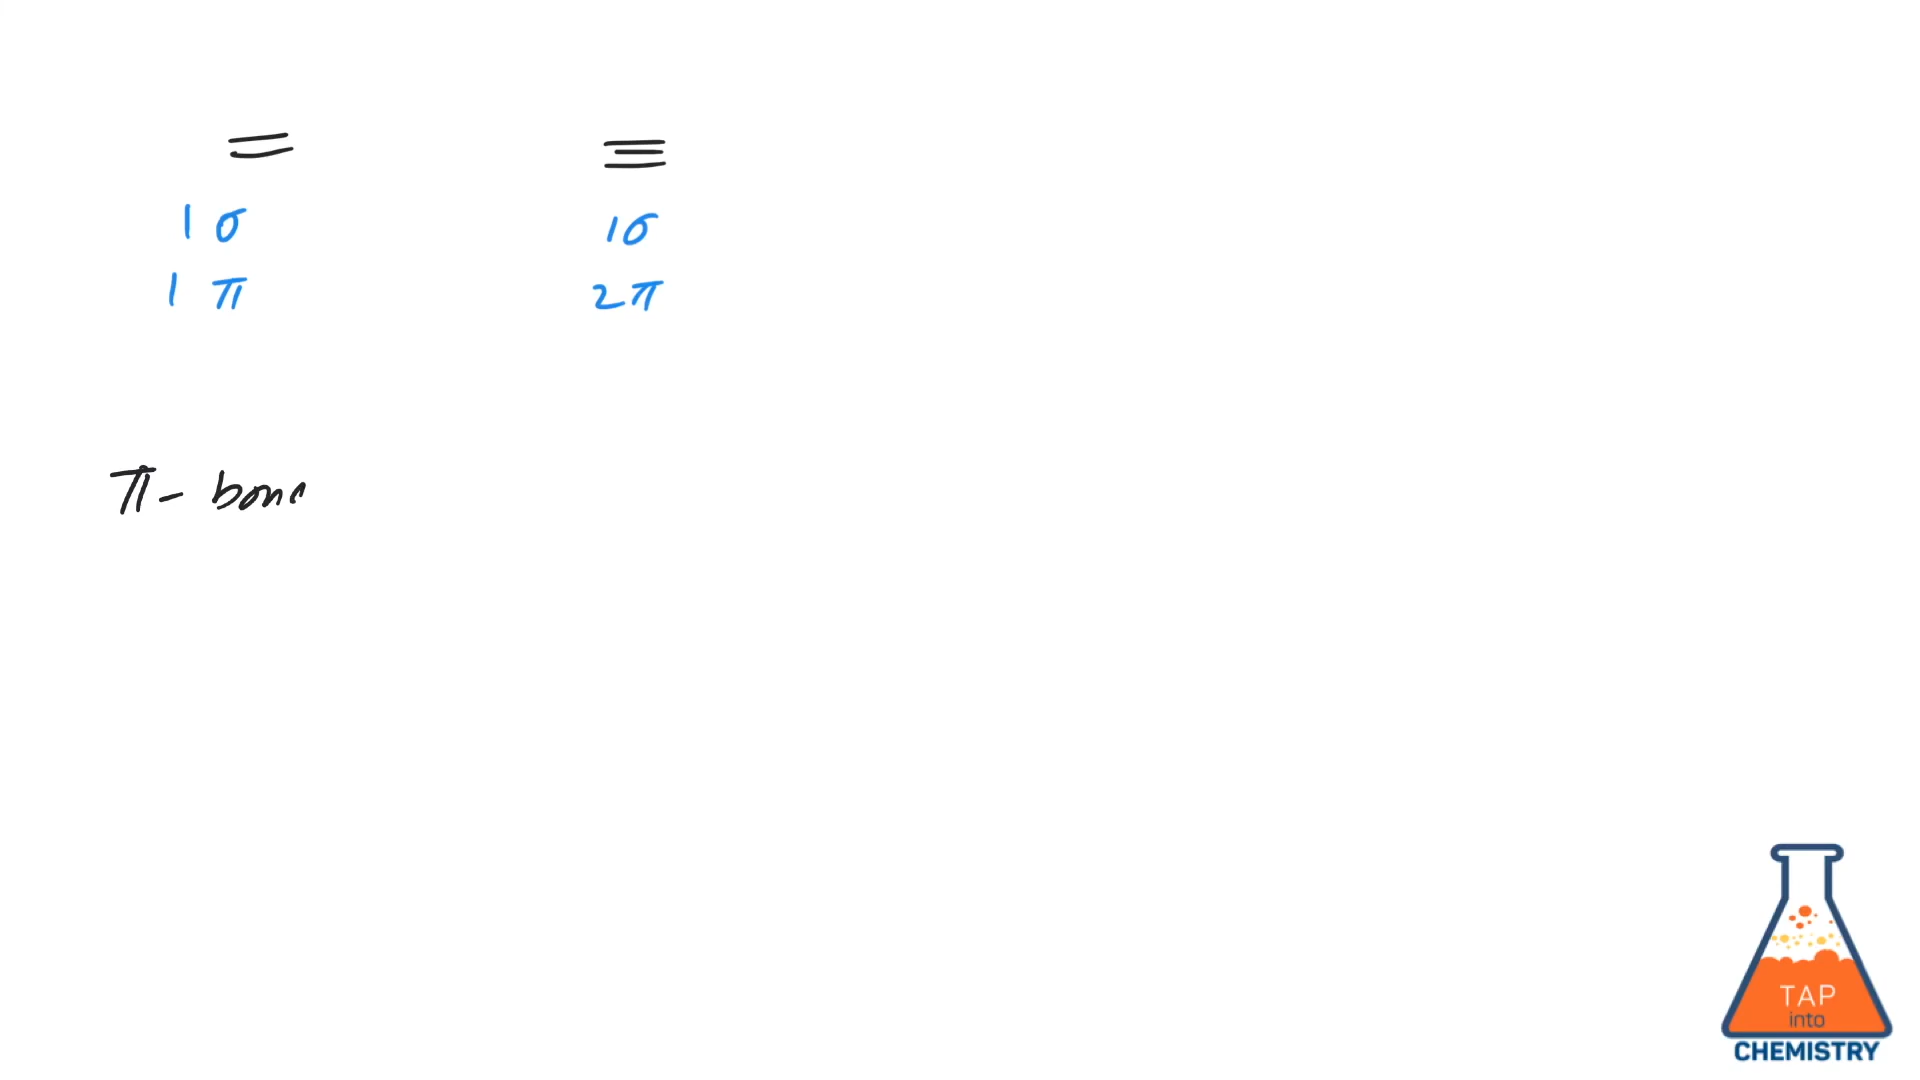 =
≡
1 σ
1σ
1 π
2π
π- bon
TAP
into
CHEMISTRY